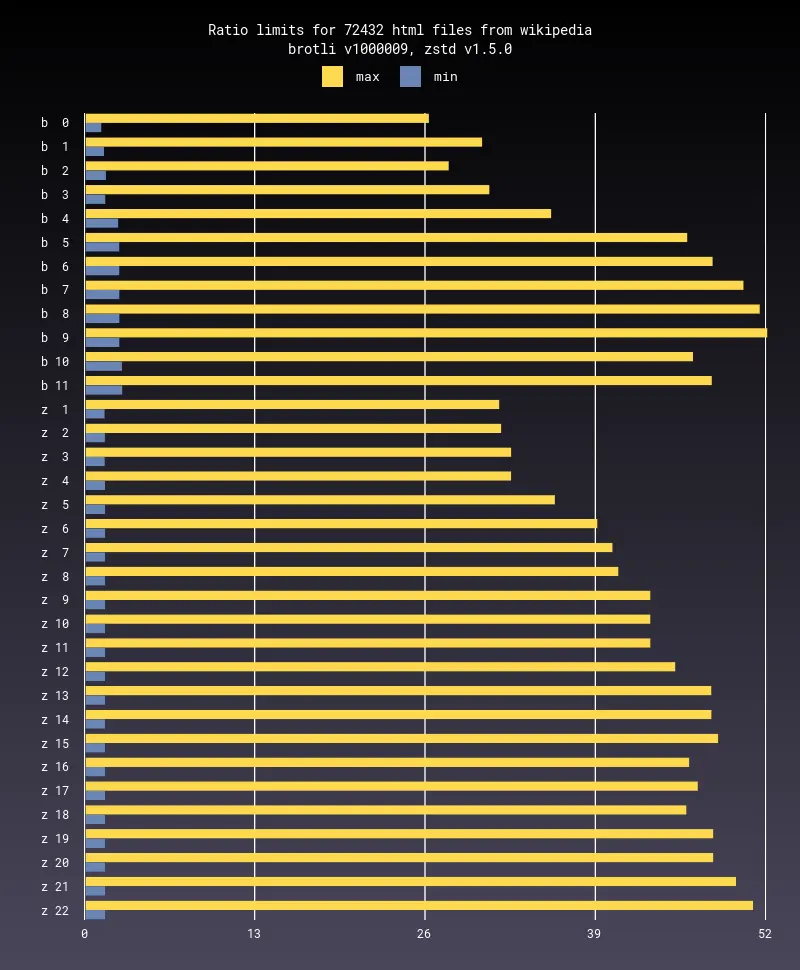 Ratio limits for 72432 html files from wikipedia
brotli v1000009, zstd v1.5.0
max min
b 0
b 1
b 2
b 3
b 4
b 5
b 6
b 7
b 8
b 9
b 10
b 11
z 1
z 2
z 3
z 4
z 5
z 6
z 7
z 8
z 9
z 10
z 11
z 12
z 13
z 14
z 15
z 16
z 17
z 18
z 19
z 20
z 21
z 22
0 13 26 39 52